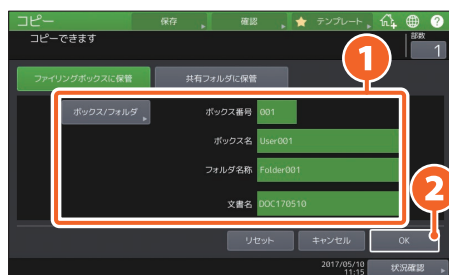 コピー 保存 確認 テンプレート
コピーできます 部数
1
1
ファイリングボックスに保管 共有フォルダに保管
ボックス/フォルダ ボックス番号 001
ボックス名 User001
フォルダ名称 Folder001
文書名 DOC170510
2
リセット キャンセル OK
2017/05/10
11:15
状況確認